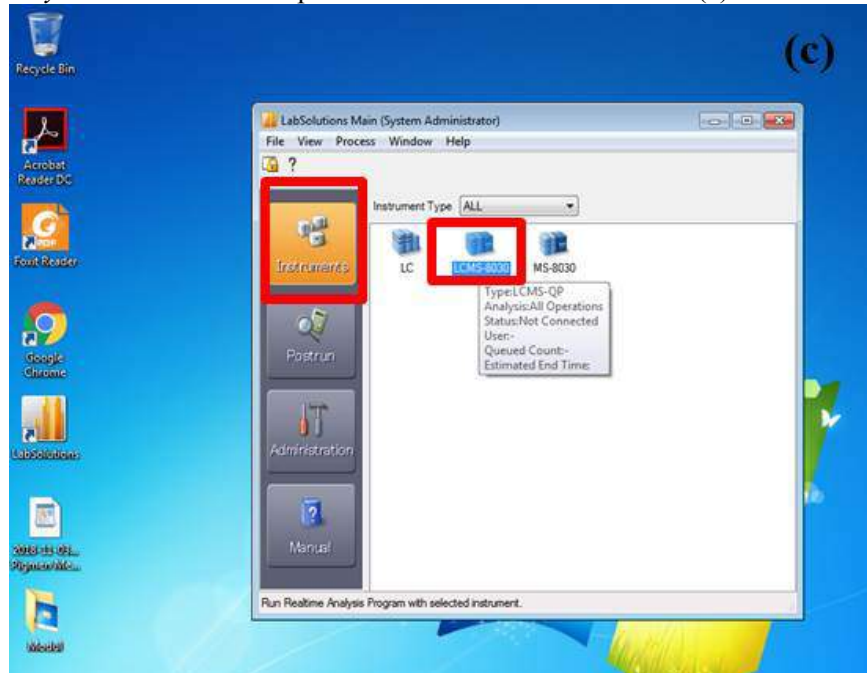 (c)
Recycle Bin
Acrobat
Reader DC
Foxit Reader
Google
Chrome
LabSolutions
Model
LabSolutions Main (System Administrator)
File View Process Window Help
?
Instrument Type ALL
Instruments
Postrun
Administration
Manual
LC
LCMS-8030
MS-8030
Type:LCMS-QP
Analysis:All Operations
Status:Not Connected
User:-
Queued Count:-
Estimated End Time:
Run Realtime Analysis Program with selected instrument.